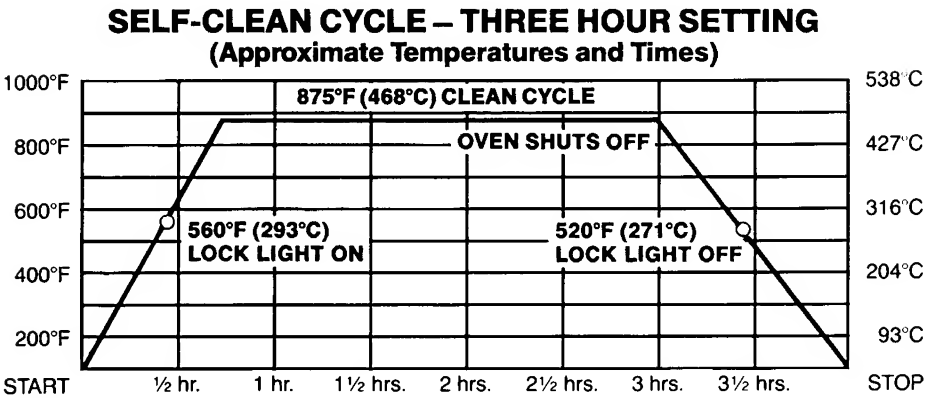 SELF-CLEAN CYCLE – THREE HOUR SETTING
(Approximate Temperatures and Times)
1000°F
538°C
875°F (468°C) CLEAN CYCLE
800°F
OVEN SHUTS OFF
427°C
600°F
316°C
560°F (293°C)
LOCK LIGHT ON
520°F (271°C)
LOCK LIGHT OFF
400°F
204°C
200°F
93°C
START
½ hr.
1 hr.
1½ hrs.
2 hrs.
2½ hrs.
3 hrs.
3½ hrs.
STOP